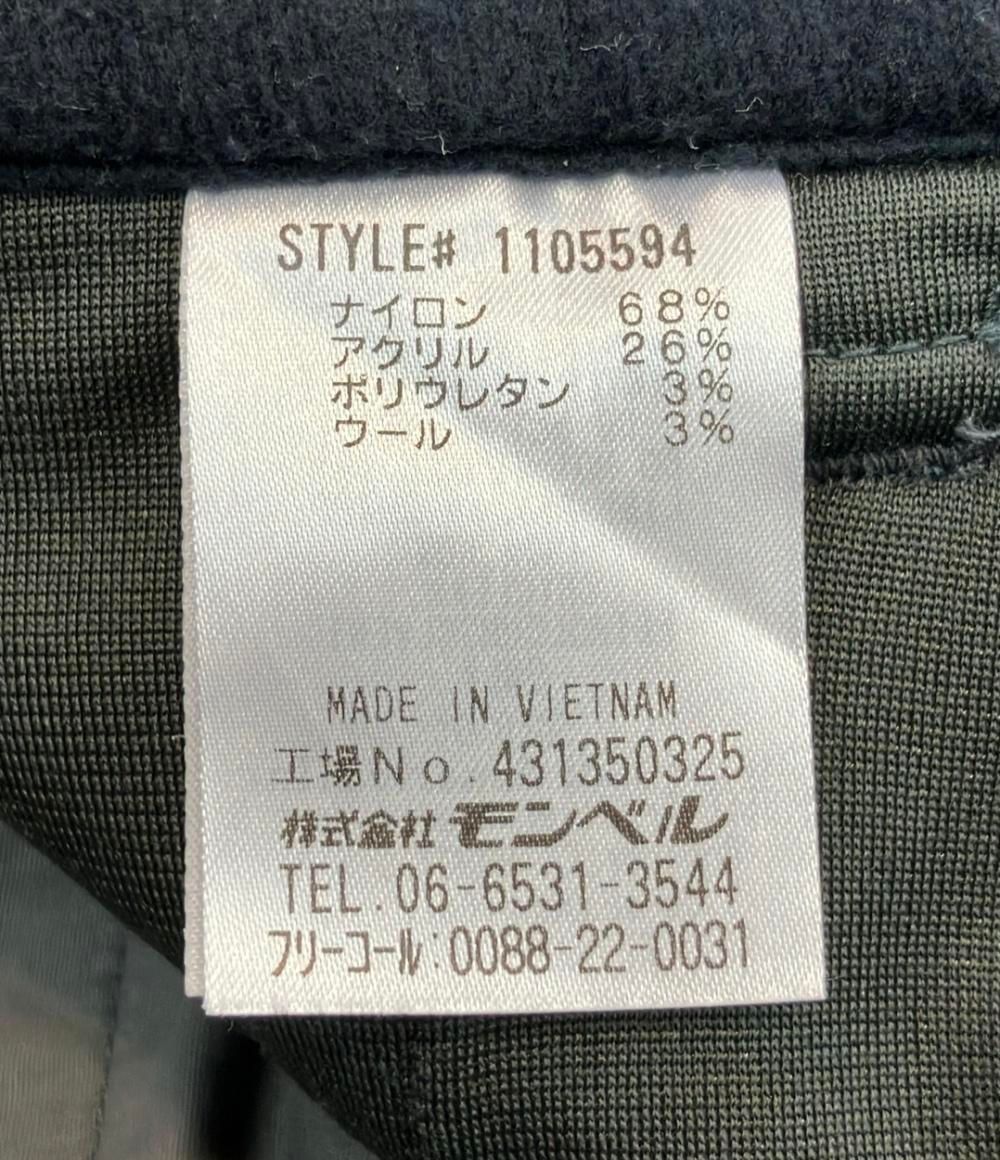 STYLE# 1105594
ナイロン 68%
アクリル 26%
ポリウレタン 3%
ウール 3%
MADE IN VIETNAM
工場No.431350325
株式会社モンベル
TEL.06-6531-3544
フリーコール:0088-22-0031